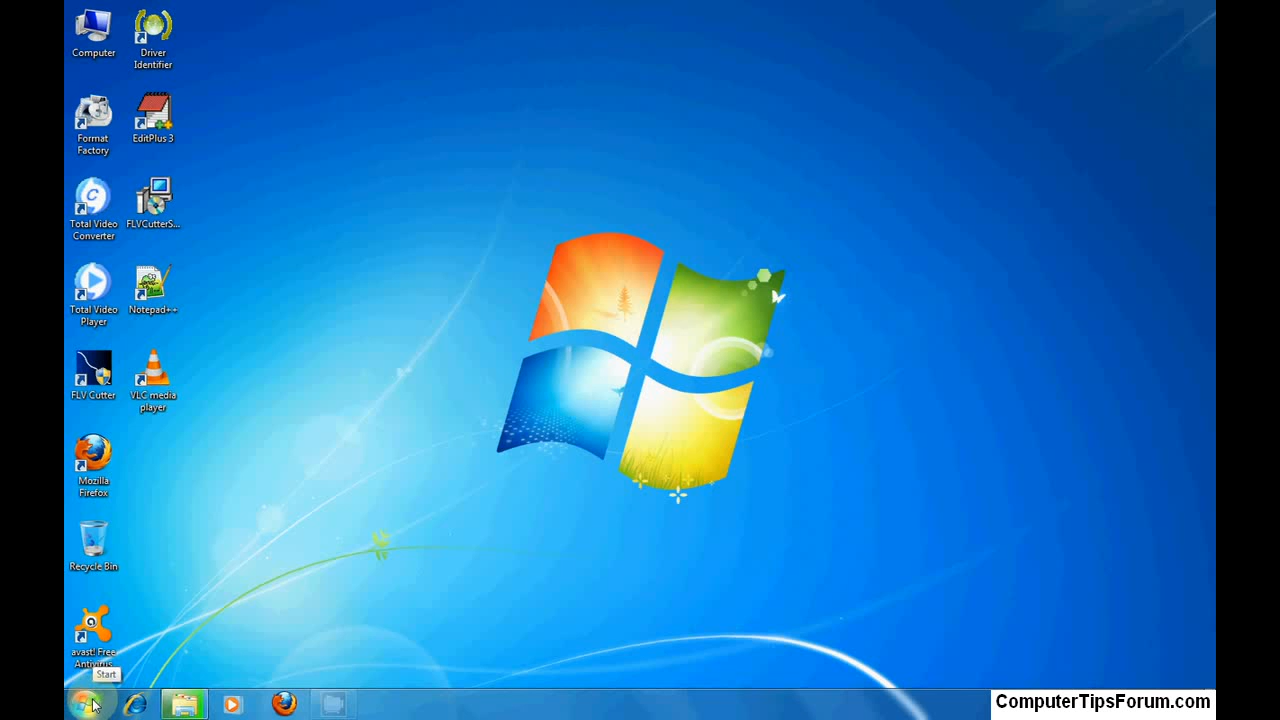 Computer
Driver
Identifier
Format
Factory
EditPlus 3
Total Video
Converter
FLVCutterS...
Total Video
Player
Notepad++
FLV Cutter
VLC media
player
Mozilla
Firefox
Recycle Bin
avast! Free
Antivirus
Start
ComputerTipsForum.com